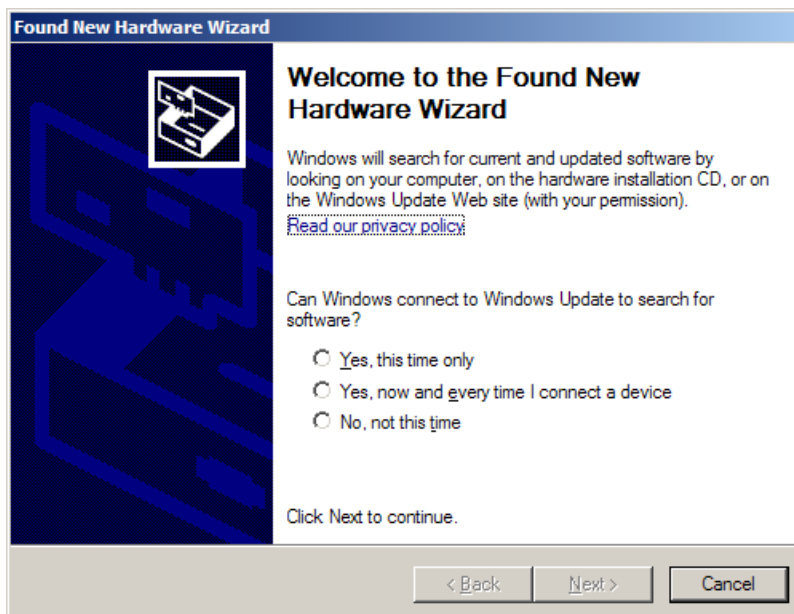 Found New Hardware Wizard
Welcome to the Found New
Hardware Wizard
Windows will search for current and updated software by
looking on your computer, on the hardware installation CD, or on
the Windows Update Web site (with your permission).
Read our privacy policy
Can Windows connect to Windows Update to search for
software?
Yes, this time only
Yes, now and every time I connect a device
No, not this time
Click Next to continue.
< Back
Next >
Cancel